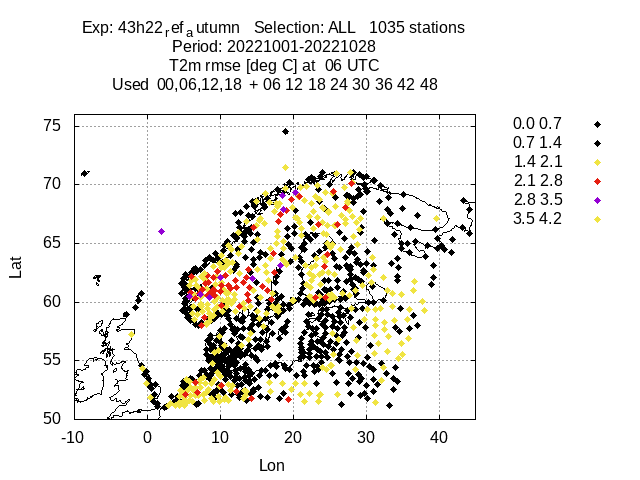 Exp: 43h22refautumn Selection: ALL 1035 stations
Period: 20221001-20221028
T2m rmse [deg C] at 06 UTC
Used 00,06,12,18 + 06 12 18 24 30 36 42 48
75
70
65
60
55
50
Lat
-10 0 10 20 30 40
Lon
0.0 0.7
0.7 1.4
1.4 2.1
2.1 2.8
2.8 3.5
3.5 4.2